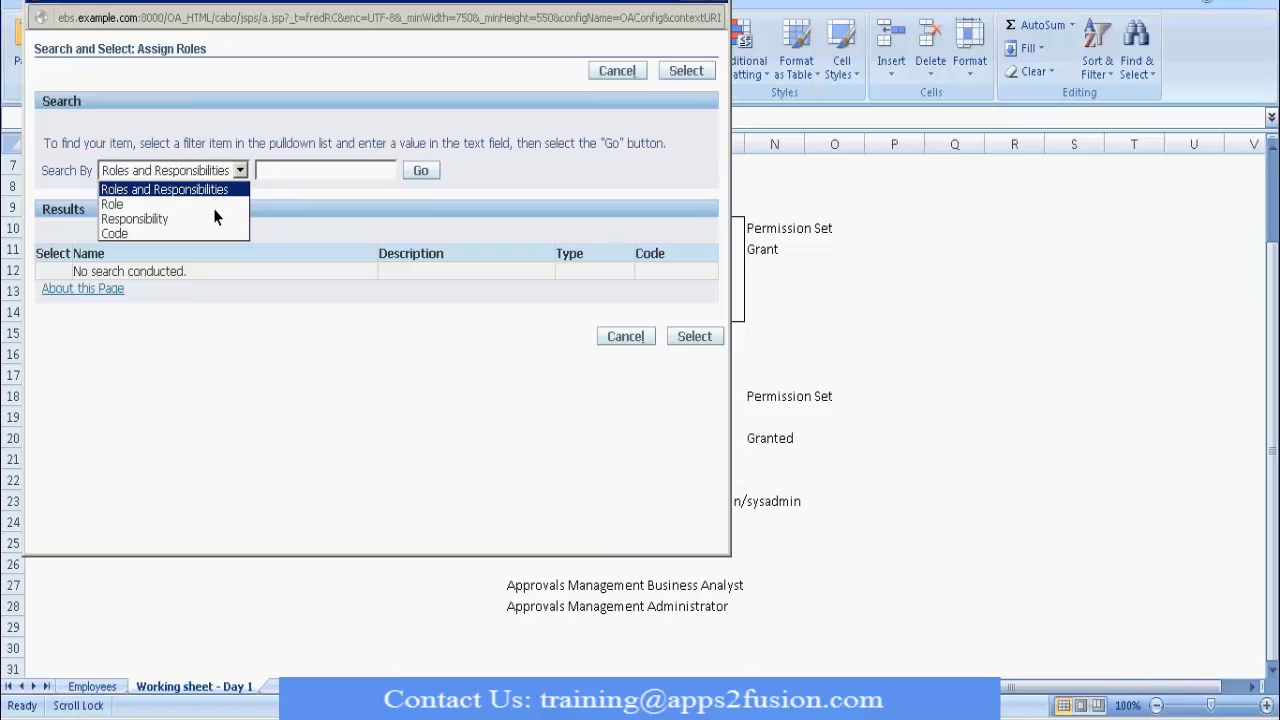 ebs.example.com:8000/OA_HTML/cabo/jsps/a.jsp?_t=fredRC&enc=UTF-8&_minWidth=750&_minHeight=550&configName=OAConfig&contextURI
Search and Select: Assign Roles
Cancel Select
Search
To find your item, select a filter item in the pulldown list and enter a value in the text field, then select the "Go" button.
Search By Roles and Responsibilities Go
Roles and Responsibilities
Role
Responsibility
Code
Results
Select Name Description Type Code
No search conducted.
About this Page
Cancel Select
Format as Table
Cell Styles
Insert
Delete
Format
AutoSum
Fill
Clear
Sort & Filter
Find & Select
Styles
Cells
Editing
N O P Q R S T U V
7
8
9
10 Permission Set
11 Grant
12
13
14
15
16
17
18 Permission Set
19
20 Granted
21
22
23 n/sysadmin
24
25
26
27 Approvals Management Business Analyst
28 Approvals Management Administrator
29
30
31
Employees Working sheet - Day 1
Ready Scroll Lock 100%
Contact Us: training@apps2fusion.com